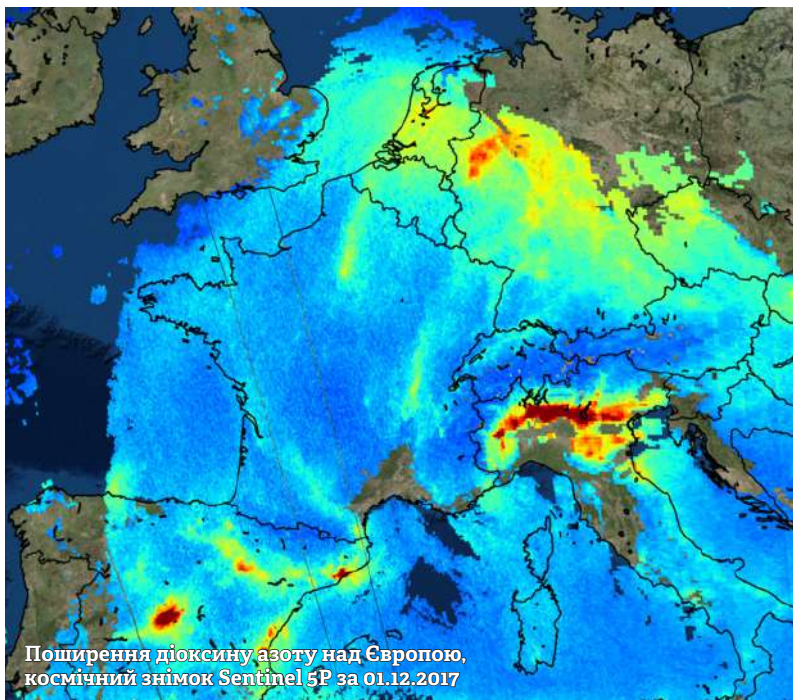 Поширення діоксину азоту над Європою,
космічний знімок Sentinel 5P за 01.12.2017